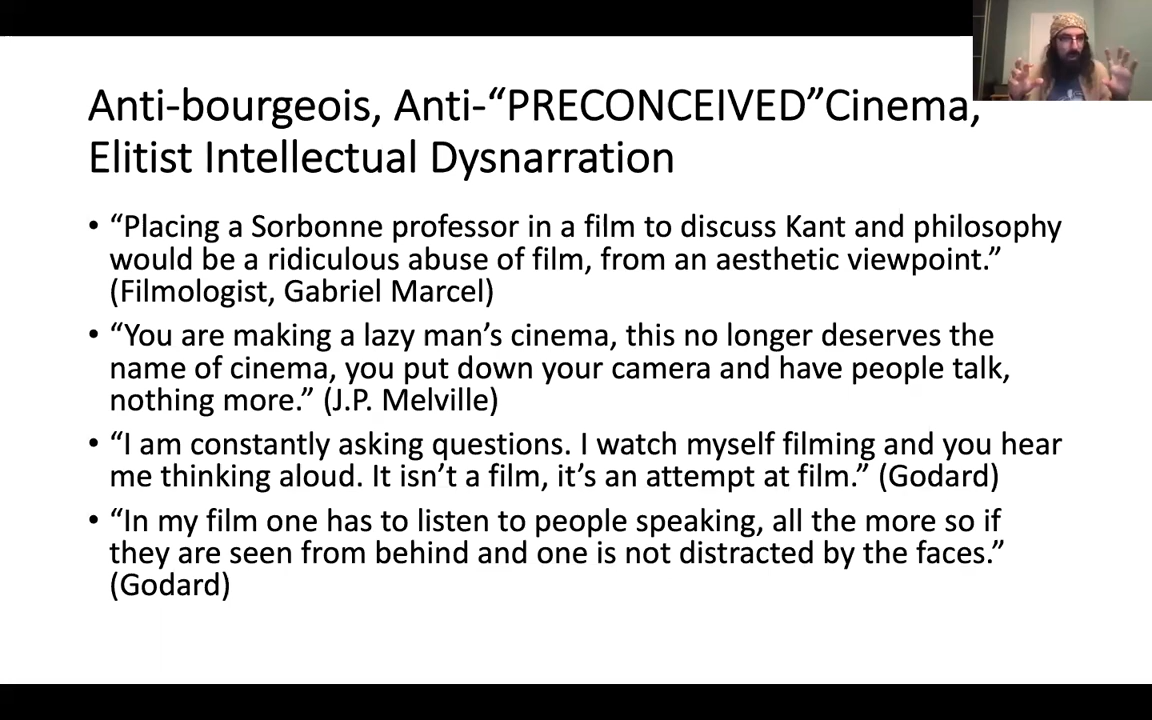 Anti-bourgeois, Anti-“PRECONCEIVED”Cinema,
Elitist Intellectual Dysnarration
• “Placing a Sorbonne professor in a film to discuss Kant and philosophy
would be a ridiculous abuse of film, from an aesthetic viewpoint.”
(Filmologist, Gabriel Marcel)
• “You are making a lazy man’s cinema, this no longer deserves the
name of cinema, you put down your camera and have people talk,
nothing more.” (J.P. Melville)
• “I am constantly asking questions. I watch myself filming and you hear
me thinking aloud. It isn’t a film, it’s an attempt at film.” (Godard)
• “In my film one has to listen to people speaking, all the more so if
they are seen from behind and one is not distracted by the faces.”
(Godard)